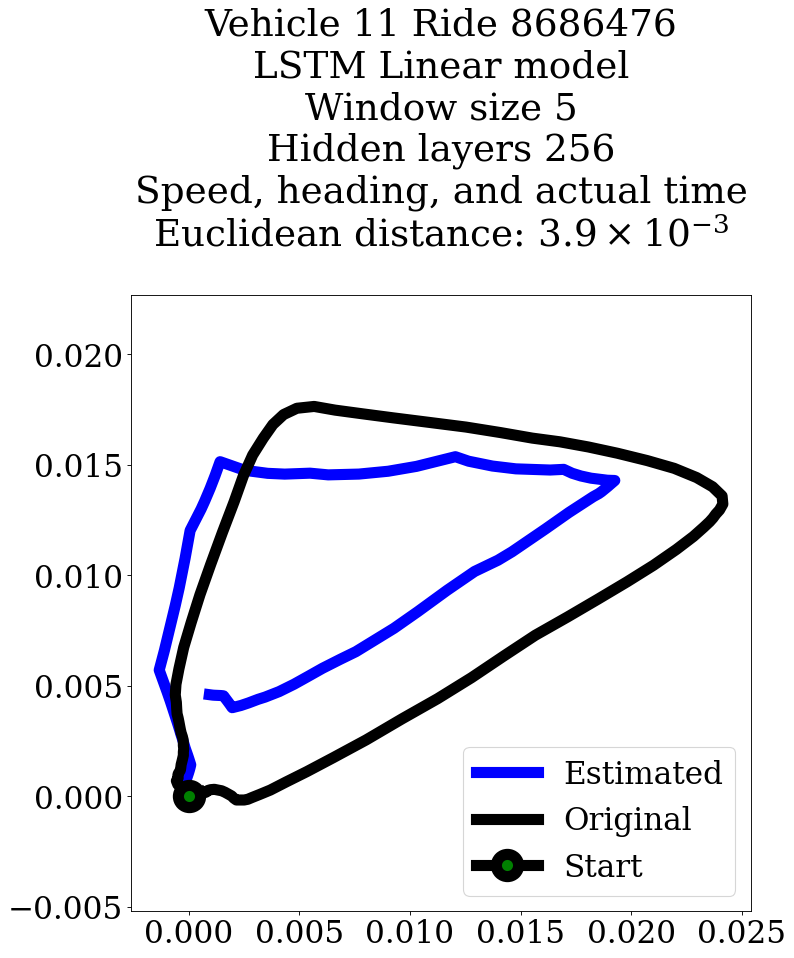 Vehicle 11 Ride 8686476
LSTM Linear model
Window size 5
Hidden layers 256
Speed, heading, and actual time
Euclidean distance: 3.9 × 10⁻³
0.020
0.015
0.010
0.005
0.000
−0.005
Estimated
Original
Start
0.000 0.005 0.010 0.015 0.020 0.025